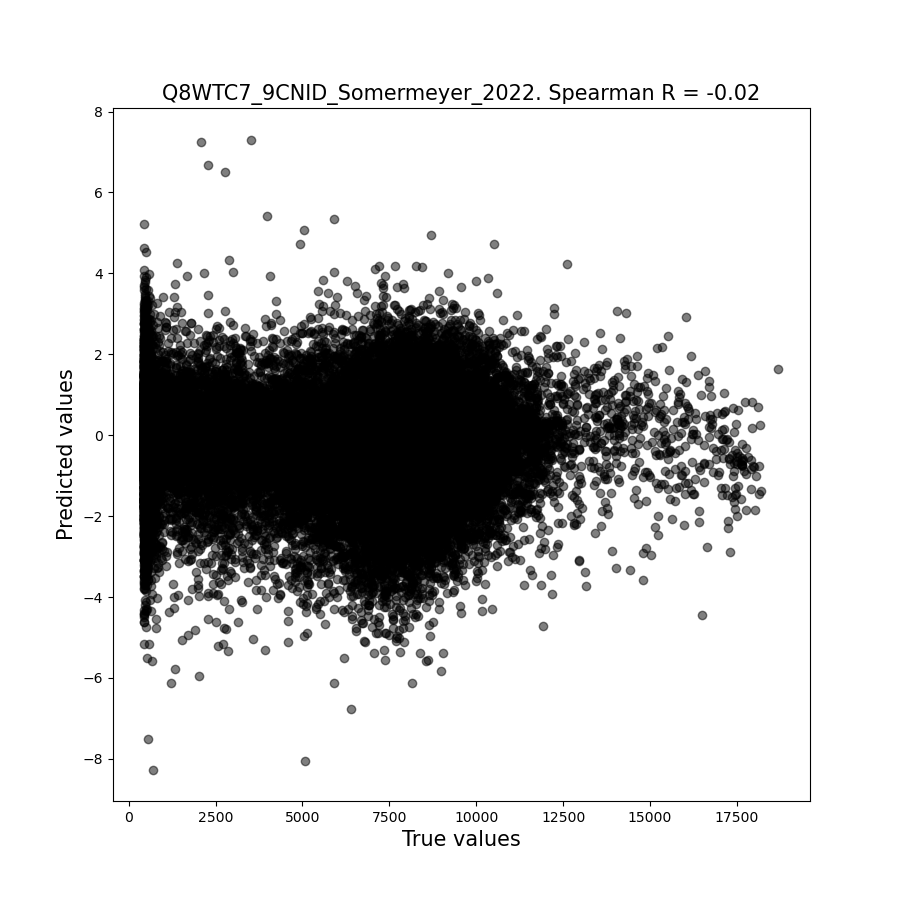 Q8WTC7_9CNID_Somermeyer_2022. Spearman R = -0.02
8
6
4
2
0
−2
−4
−6
−8
Predicted values
0 2500 5000 7500 10000 12500 15000 17500
True values